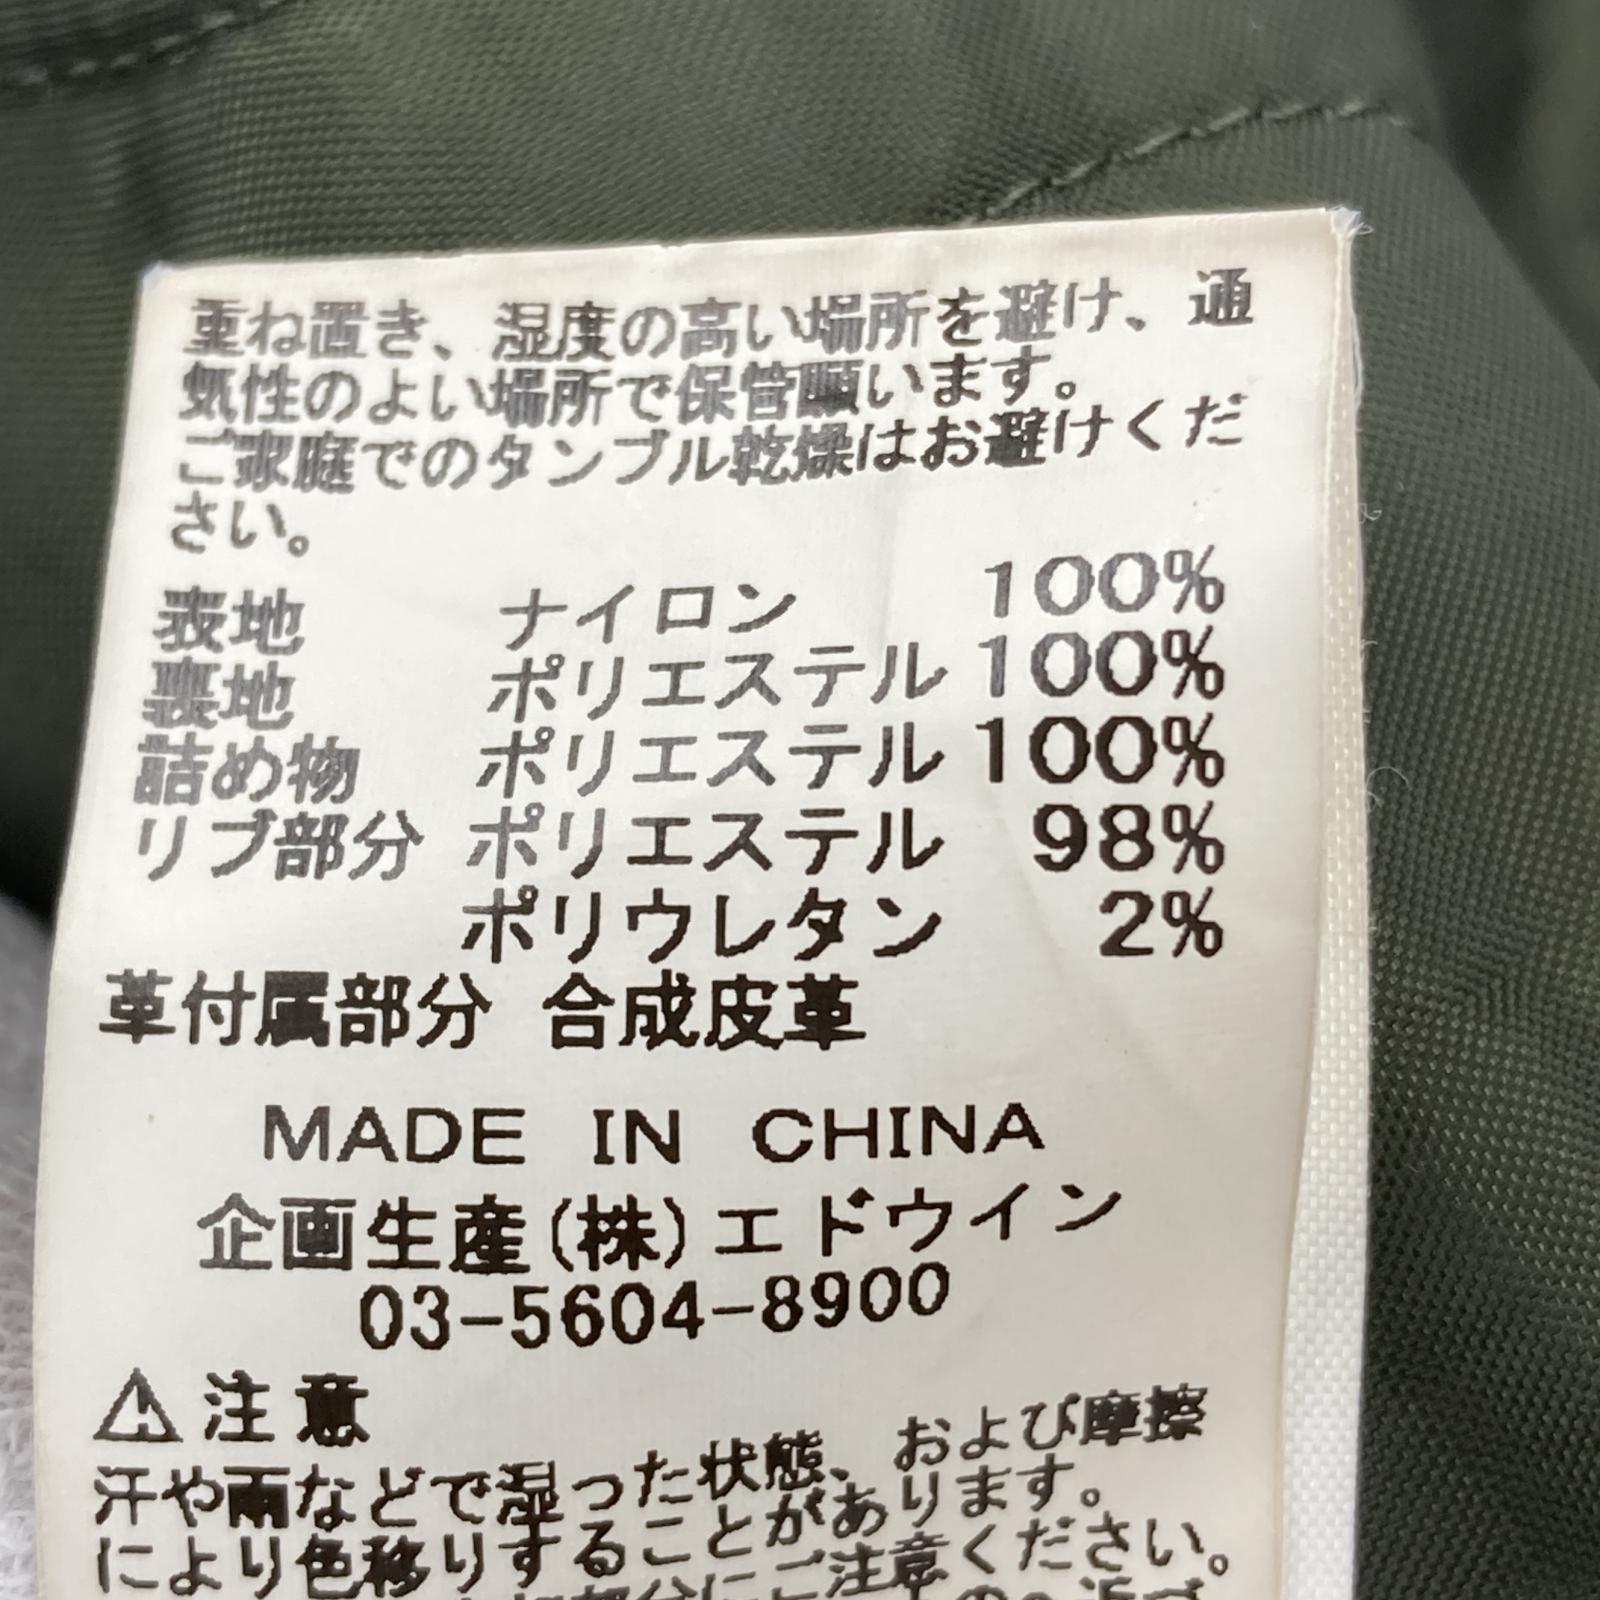 重ね置き、湿度の高い場所を避け、通
気性のよい場所で保管願います。
ご家庭でのタンブル乾燥はお避けくだ
さい。
表地 ナイロン 100%
裏地 ポリエステル 100%
詰め物 ポリエステル 100%
リブ部分 ポリエステル 98%
ポリウレタン 2%
革付属部分 合成皮革
MADE IN CHINA
企画生産(株)エドウイン
03-5604-8900
⚠注意
汗や雨などで湿った状態、および摩擦
により色移りすることがあります。
ご注意ください。